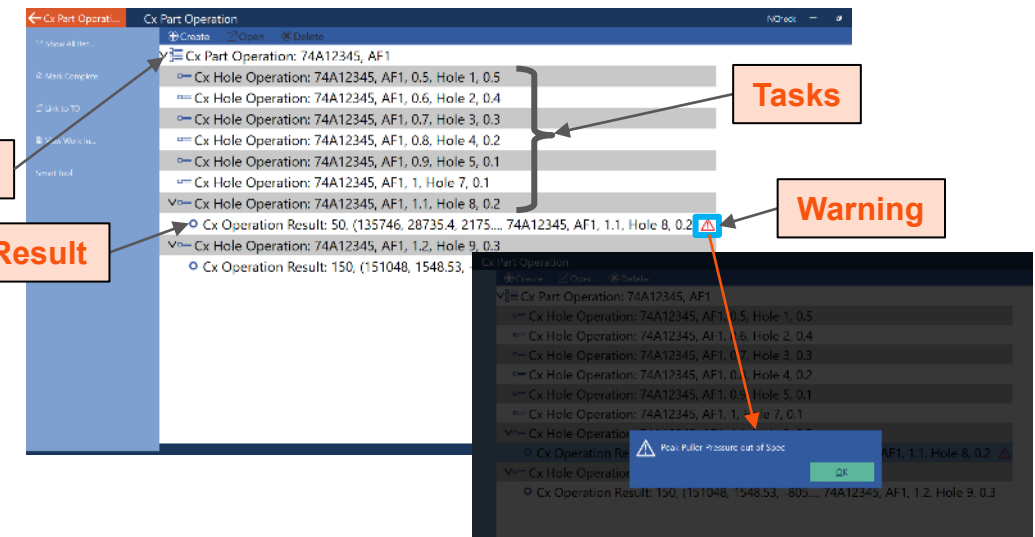 Cx Part Operati...
Cx Part Operation
NCheck
Create Open Delete
Show All Rec...
Mark Complete
Link to TO
View Work In...
Smart Tool
Cx Part Operation: 74A12345, AF1
Cx Hole Operation: 74A12345, AF1, 0.5, Hole 1, 0.5
Cx Hole Operation: 74A12345, AF1, 0.6, Hole 2, 0.4
Cx Hole Operation: 74A12345, AF1, 0.7, Hole 3, 0.3
Cx Hole Operation: 74A12345, AF1, 0.8, Hole 4, 0.2
Cx Hole Operation: 74A12345, AF1, 0.9, Hole 5, 0.1
Cx Hole Operation: 74A12345, AF1, 1, Hole 7, 0.1
Cx Hole Operation: 74A12345, AF1, 1.1, Hole 8, 0.2
Cx Operation Result: 50, (135746, 28735.4, 2175.... 74A12345, AF1, 1.1, Hole 8, 0.2
Cx Hole Operation: 74A12345, AF1, 1.2, Hole 9, 0.3
Cx Operation Result: 150, (151048, 1548.53, -
Tasks
Warning
Result
Cx Part Operation
Create Open Delete
Cx Part Operation: 74A12345, AF1
Cx Hole Operation: 74A12345, AF1, 0.5, Hole 1, 0.5
Cx Hole Operation: 74A12345, AF1, 0.6, Hole 2, 0.4
Cx Hole Operation: 74A12345, AF1, 0.7, Hole 3, 0.3
Cx Hole Operation: 74A12345, AF1, 0.8, Hole 4, 0.2
Cx Hole Operation: 74A12345, AF1, 0.9, Hole 5, 0.1
Cx Hole Operation: 74A12345, AF1, 1, Hole 7, 0.1
Cx Hole Operation
Cx Operation Re AF1, 1.1, Hole 8, 0.2
Cx Hole Operation
Cx Operation Result: 150, (151048, 1548.53, -805.... 74A12345, AF1, 1.2, Hole 9, 0.3
Peak Puller Pressure out of Spec
OK